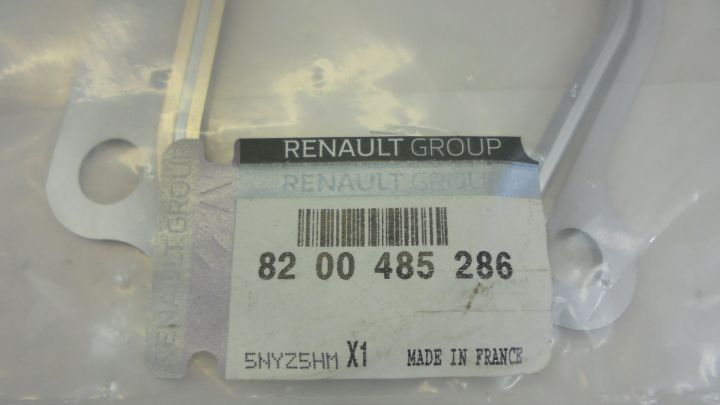 RENAULT GROUP
RENAULT GROUP
RENAULT GROUP
82 00 485 286
5NYZ5HM X1 MADE IN FRANCE